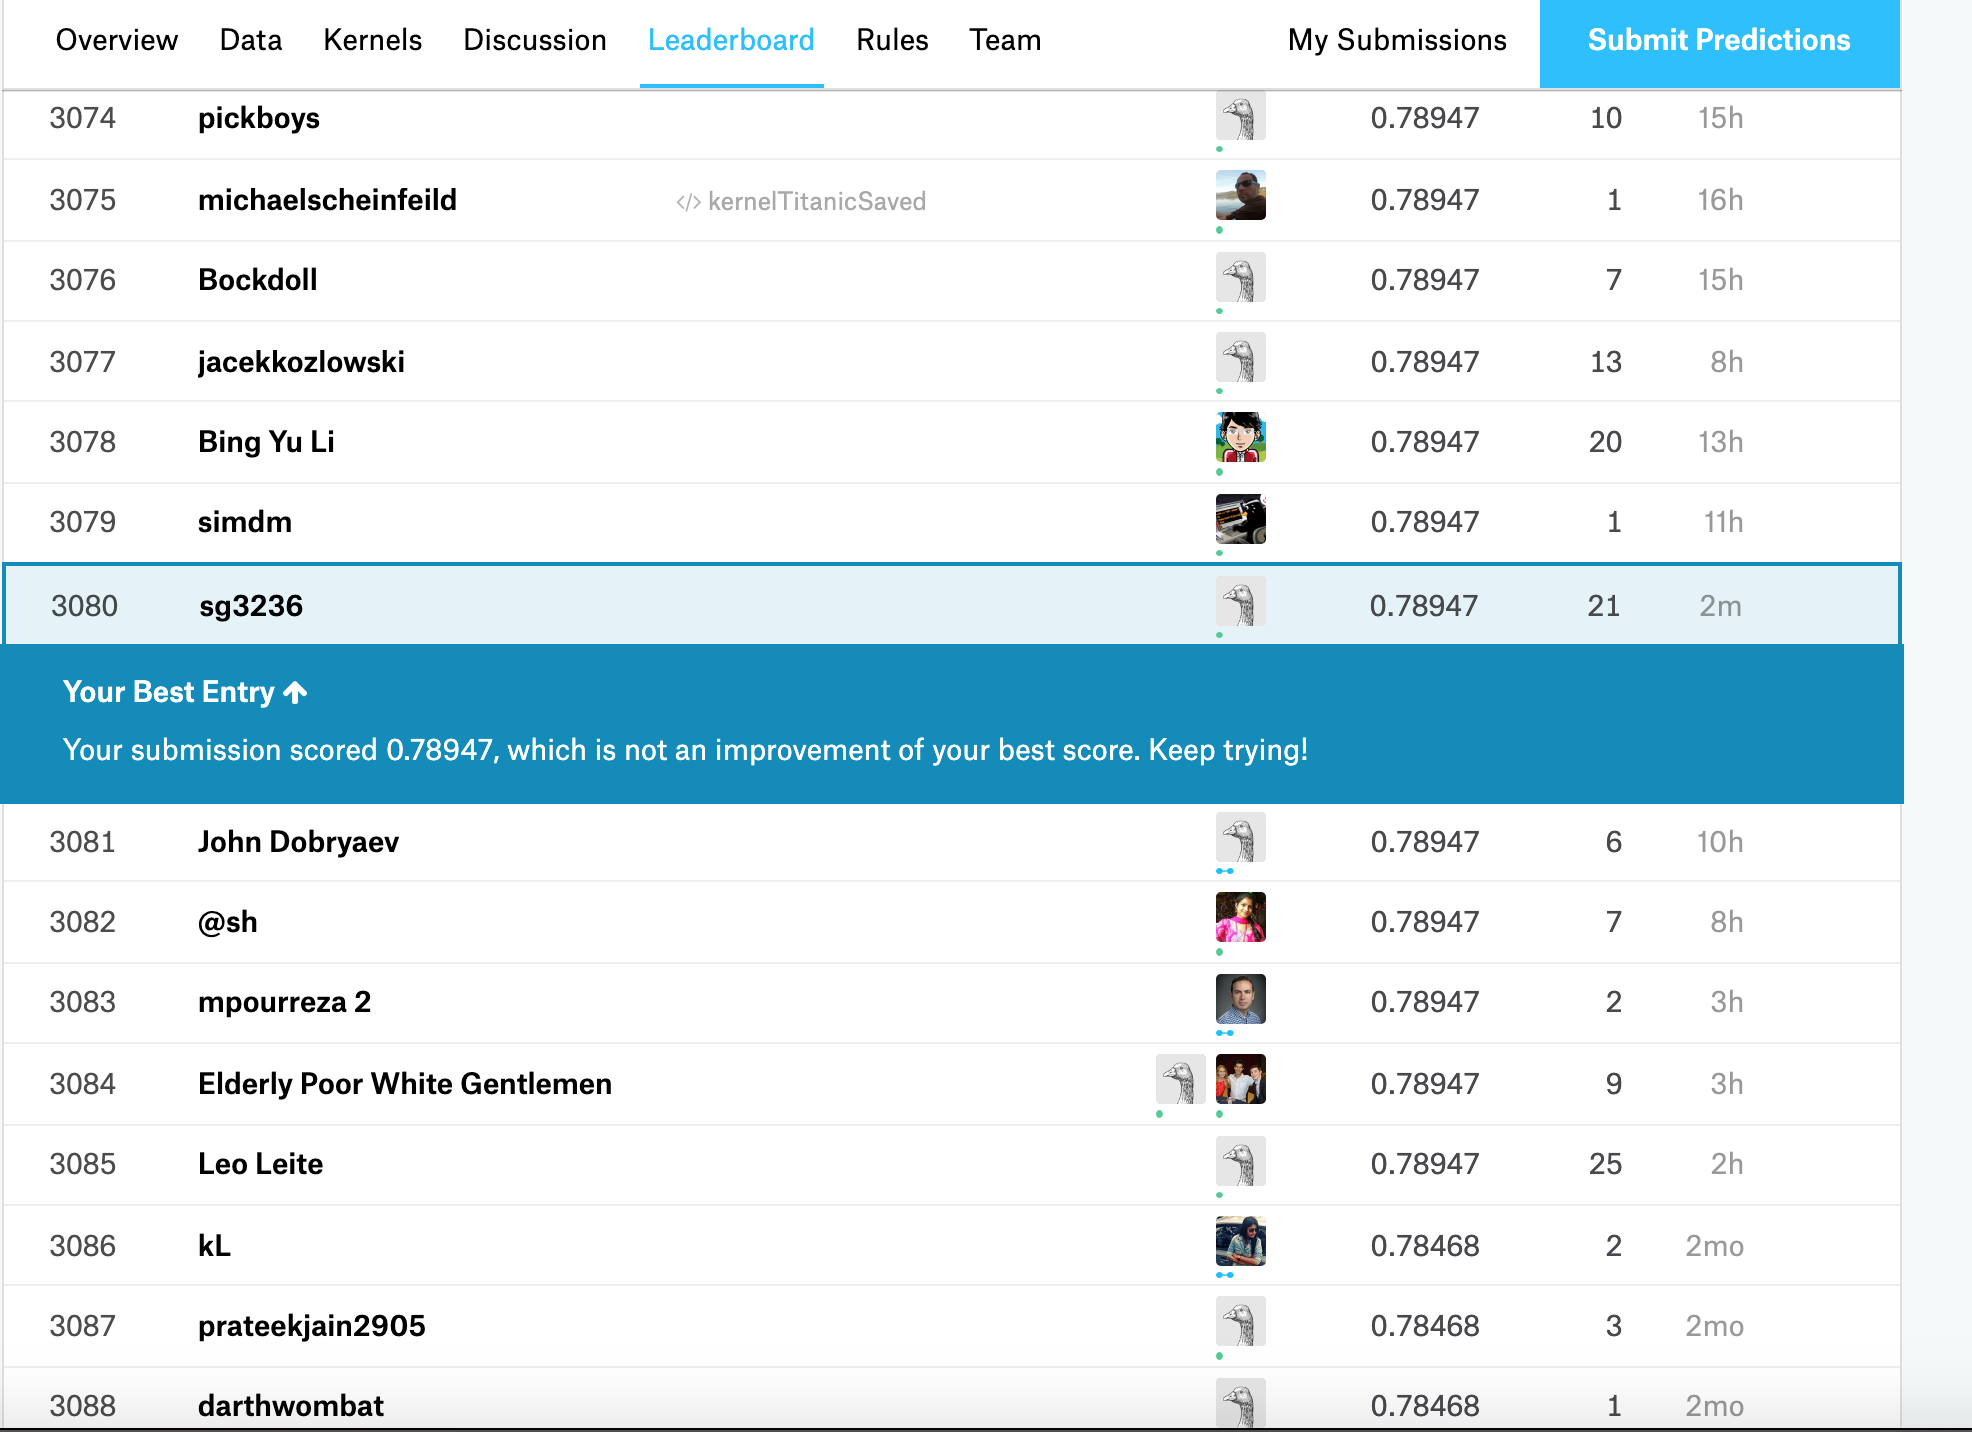 Overview Data Kernels Discussion Leaderboard Rules Team My Submissions Submit Predictions
3074 pickboys 0.78947 10 15h
3075 michaelscheinfeild </> kernelTitanicSaved 0.78947 1 16h
3076 Bockdoll 0.78947 7 15h
3077 jacekkozlowski 0.78947 13 8h
3078 Bing Yu Li 0.78947 20 13h
3079 simdm 0.78947 1 11h
3080 sg3236 0.78947 21 2m
Your Best Entry ↑
Your submission scored 0.78947, which is not an improvement of your best score. Keep trying!
3081 John Dobryaev 0.78947 6 10h
3082 @sh 0.78947 7 8h
3083 mpourreza 2 0.78947 2 3h
3084 Elderly Poor White Gentlemen 0.78947 9 3h
3085 Leo Leite 0.78947 25 2h
3086 kL 0.78468 2 2mo
3087 prateekjain2905 0.78468 3 2mo
3088 darthwombat 0.78468 1 2mo